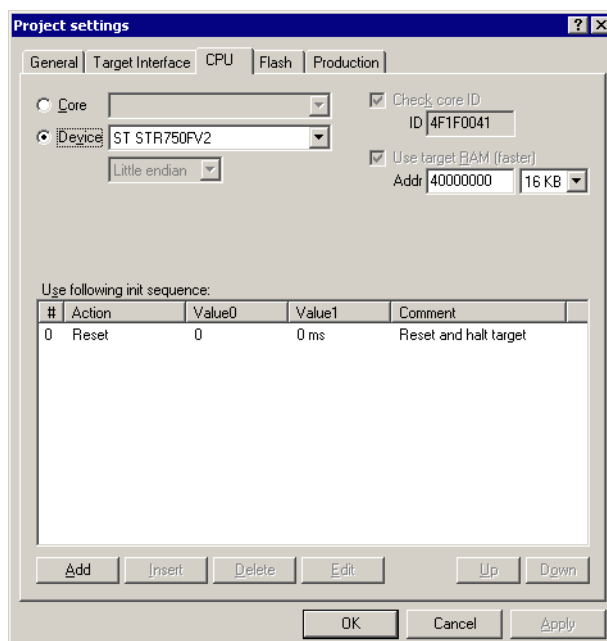 Project settings
General Target Interface CPU Flash Production
Core
Check core ID
ID 4F1F0041
Device ST STR750FV2
Little endian
Use target RAM (faster)
Addr 40000000 16 KB
Use following init sequence:
# Action Value0 Value1 Comment
0 Reset 0 0 ms Reset and halt target
Add Insert Delete Edit Up Down
OK Cancel Apply